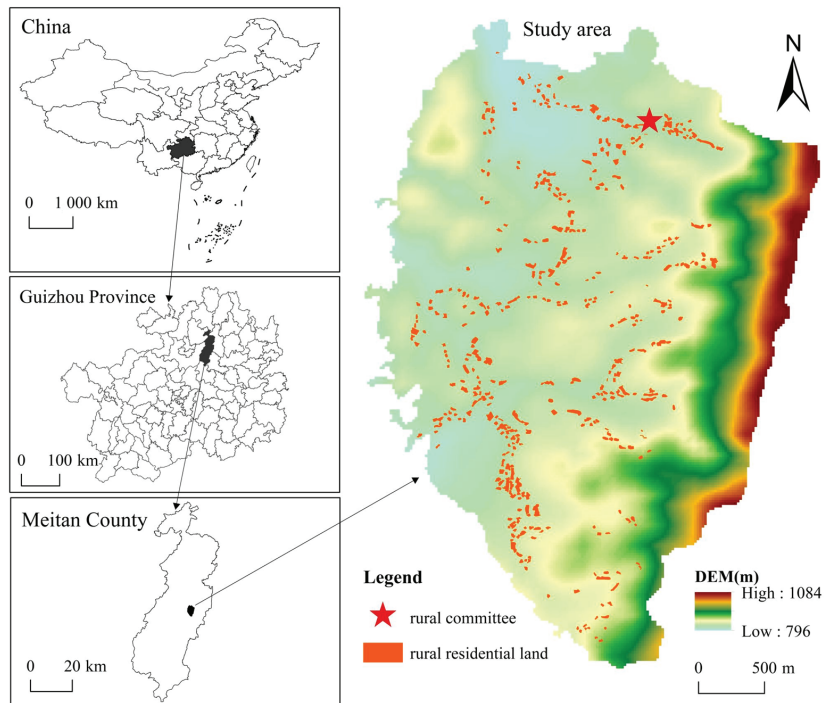 China
0 1 000 km
Guizhou Province
0 100 km
Meitan County
0 20 km
Study area
N
Legend
rural committee
rural residential land
DEM(m)
High : 1084
Low : 796
0 500 m